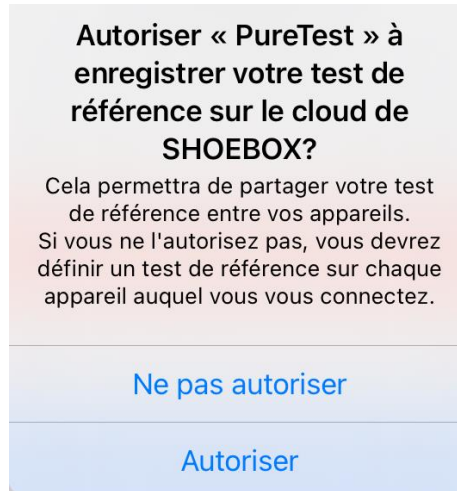 Autoriser « PureTest » à
enregistrer votre test de
référence sur le cloud de
SHOEBOX?
Cela permettra de partager votre test
de référence entre vos appareils.
Si vous ne l'autorisez pas, vous devrez
définir un test de référence sur chaque
appareil auquel vous vous connectez.
Ne pas autoriser
Autoriser